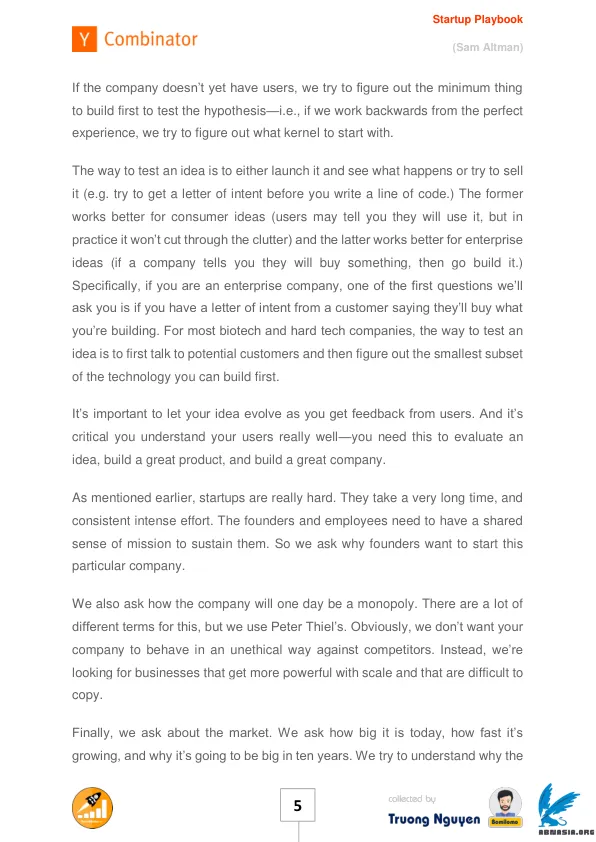 Startup Playbook
Y Combinator
(Sam Altman)
If the company doesn’t yet have users, we try to figure out the minimum thing
to build first to test the hypothesis—i.e., if we work backwards from the perfect
experience, we try to figure out what kernel to start with.
The way to test an idea is to either launch it and see what happens or try to sell
it (e.g. try to get a letter of intent before you write a line of code.) The former
works better for consumer ideas (users may tell you they will use it, but in
practice it won’t cut through the clutter) and the latter works better for enterprise
ideas (if a company tells you they will buy something, then go build it.)
Specifically, if you are an enterprise company, one of the first questions we’ll
ask you is if you have a letter of intent from a customer saying they’ll buy what
you’re building. For most biotech and hard tech companies, the way to test an
idea is to first talk to potential customers and then figure out the smallest subset
of the technology you can build first.
It’s important to let your idea evolve as you get feedback from users. And it’s
critical you understand your users really well—you need this to evaluate an
idea, build a great product, and build a great company.
As mentioned earlier, startups are really hard. They take a very long time, and
consistent intense effort. The founders and employees need to have a shared
sense of mission to sustain them. So we ask why founders want to start this
particular company.
We also ask how the company will one day be a monopoly. There are a lot of
different terms for this, but we use Peter Thiel’s. Obviously, we don’t want your
company to behave in an unethical way against competitors. Instead, we’re
looking for businesses that get more powerful with scale and that are difficult to
copy.
Finally, we ask about the market. We ask how big it is today, how fast it’s
growing, and why it’s going to be big in ten years. We try to understand why the
5
collected by
Truong Nguyen
Bomliama
ABNASIA.ORG